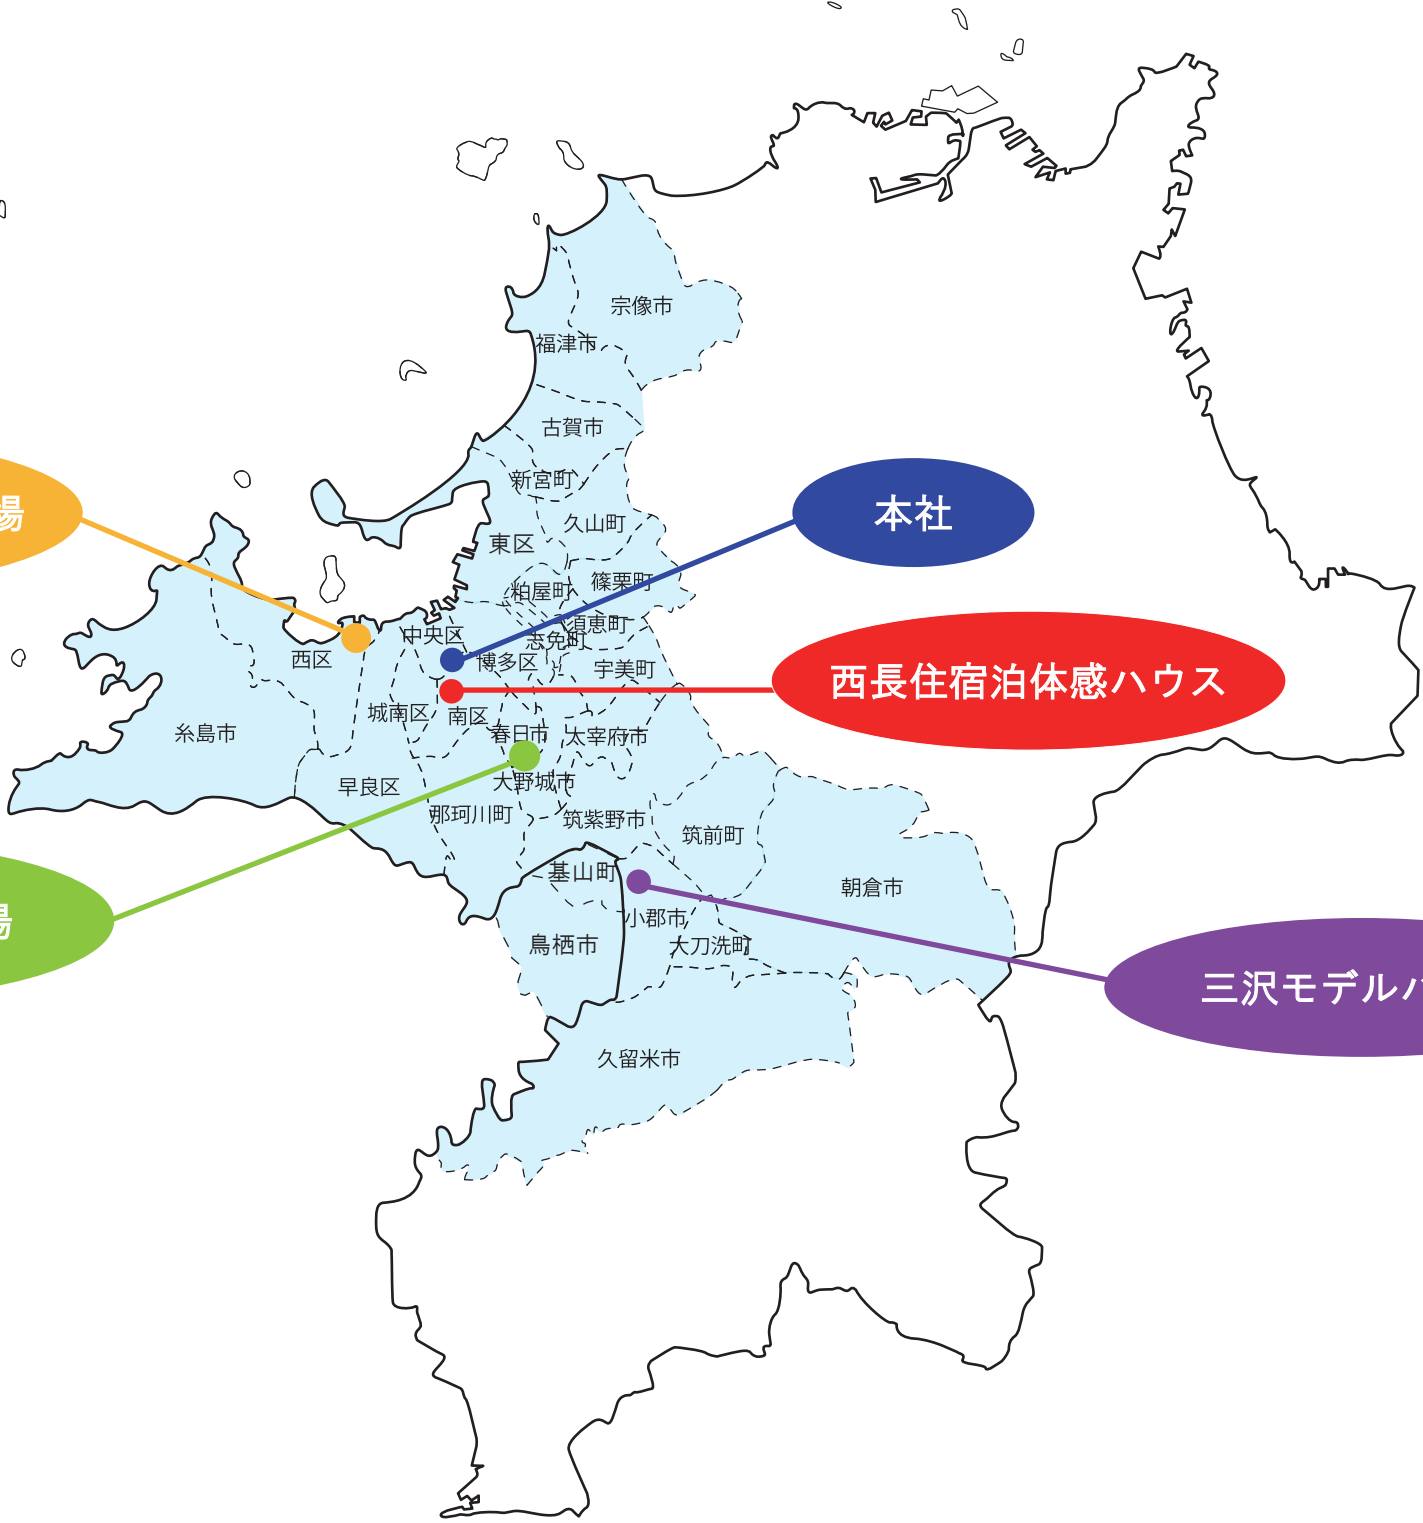 宗像市
福津市
古賀市
新宮町
場
本社
久山町
東区
篠栗町
粕屋町
須恵町
中央区
志免町
西区
博多区
宇美町
西長住宿泊体感ハウス
城南区
南区
糸島市
春日市
太宰府市
大野城市
早良区
那珂川町
筑紫野市
筑前町
基山町
朝倉市
場
小郡市
鳥栖市
大刀洗町
三沢モデルハ
久留米市